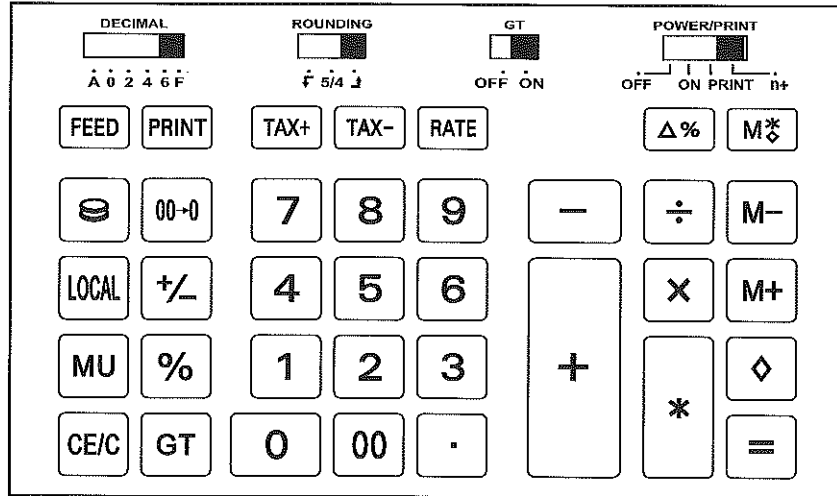 DECIMAL ROUNDING GT POWER/PRINT
A 0 2 4 6 F 5/4 OFF ON OFF ON PRINT n+
FEED PRINT TAX+ TAX− RATE Δ% M*◇
00→0 7 8 9 − ÷ M−
LOCAL +/− 4 5 6 × M+
MU % 1 2 3 + ◇
CE/C GT 0 00 · * =